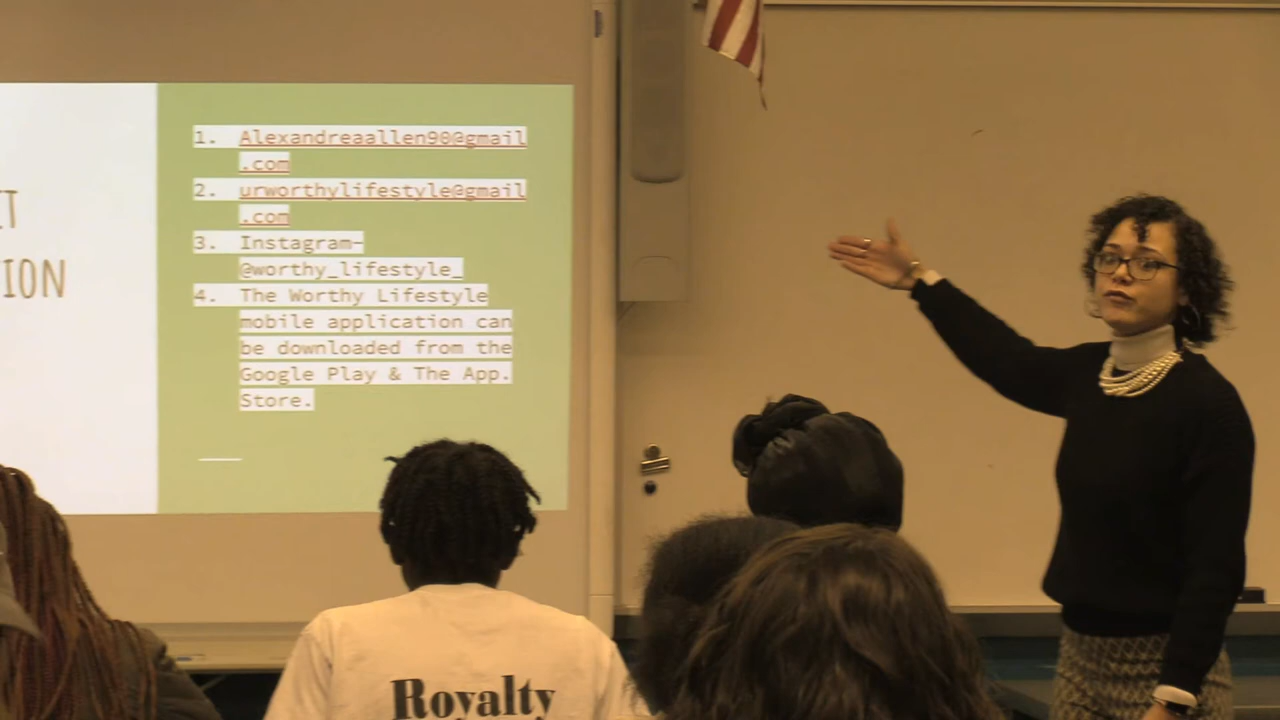 CT
ION
1. Alexandreaallen90@gmail
.com
2. urworthylifestyle@gmail
.com
3. Instagram-
@worthy_lifestyle_
4. The Worthy Lifestyle
mobile application can
be downloaded from the
Google Play & The App.
Store.
Royalty